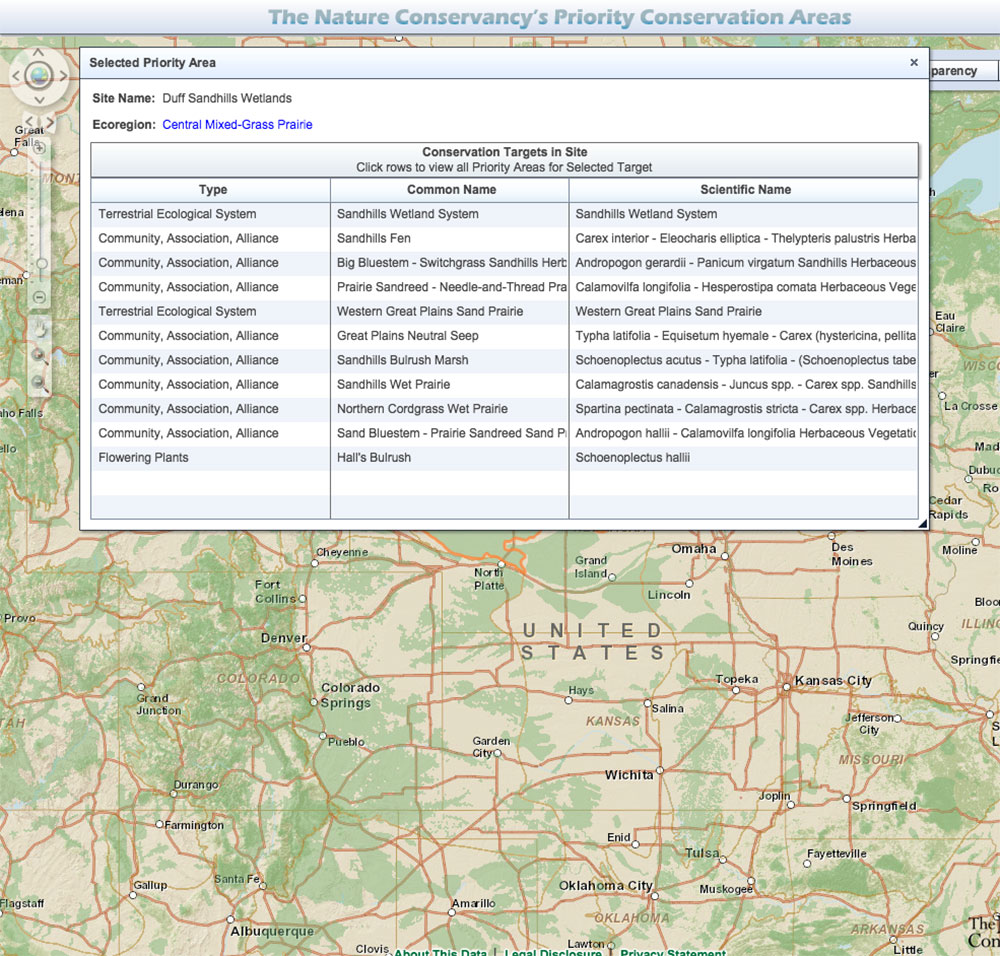 The Nature Conservancy's Priority Conservation Areas
Selected Priority Area
×
parency
Site Name: Duff Sandhills Wetlands
Ecoregion: Central Mixed-Grass Prairie
Conservation Targets in Site
Click rows to view all Priority Areas for Selected Target
Type Common Name Scientific Name
Terrestrial Ecological System Sandhills Wetland System Sandhills Wetland System
Community, Association, Alliance Sandhills Fen Carex interior - Eleocharis elliptica - Thelypteris palustris Herba
Community, Association, Alliance Big Bluestem - Switchgrass Sandhills Herb Andropogon gerardii - Panicum virgatum Sandhills Herbaceous
Community, Association, Alliance Prairie Sandreed - Needle-and-Thread Pra Calamovilfa longifolia - Hesperostipa comata Herbaceous Vege
Terrestrial Ecological System Western Great Plains Sand Prairie Western Great Plains Sand Prairie
Community, Association, Alliance Great Plains Neutral Seep Typha latifolia - Equisetum hyemale - Carex (hystericina, pellita
Community, Association, Alliance Sandhills Bulrush Marsh Schoenoplectus acutus - Typha latifolia - (Schoenoplectus tabe
Community, Association, Alliance Sandhills Wet Prairie Calamagrostis canadensis - Juncus spp. - Carex spp. Sandhills
Community, Association, Alliance Northern Cordgrass Wet Prairie Spartina pectinata - Calamagrostis stricta - Carex spp. Herbace
Community, Association, Alliance Sand Bluestem - Prairie Sandreed Sand P Andropogon hallii - Calamovilfa longifolia Herbaceous Vegetatio
Flowering Plants Hall's Bulrush Schoenoplectus hallii
Great
Falls
MONT
lena
man
aho Falls
ello
Eau
Claire
WISC
er
La Crosse
Mad
Dubuq
Ro
Cedar
Rapids
Cheyenne
North
Platte
Grand
Island
Omaha
Des
Moines
Moline
Fort
Collins
Lincoln
Provo
Bloo
Denver
UNITED
STATES
Quincy
ILLIN
Springfie
COLORADO
Grand
Junction
Colorado
Springs
Hays
Salina
Topeka
Kansas City
TAH
Pueblo
KANSAS
Jefferson
City
S
L
Garden
City
Wichita
MISSOURI
Durango
Joplin
Springfield
Farmington
Enid
Tulsa
Fayetteville
Gallup
Santa Fe
Oklahoma City
Muskogee
Flagstaff
Albuquerque
Amarillo
OKLAHOMA
ARKANSAS
The
Con
Clovis
Lawton
Little
About This Data | Legal Disclosure | Privacy Statement